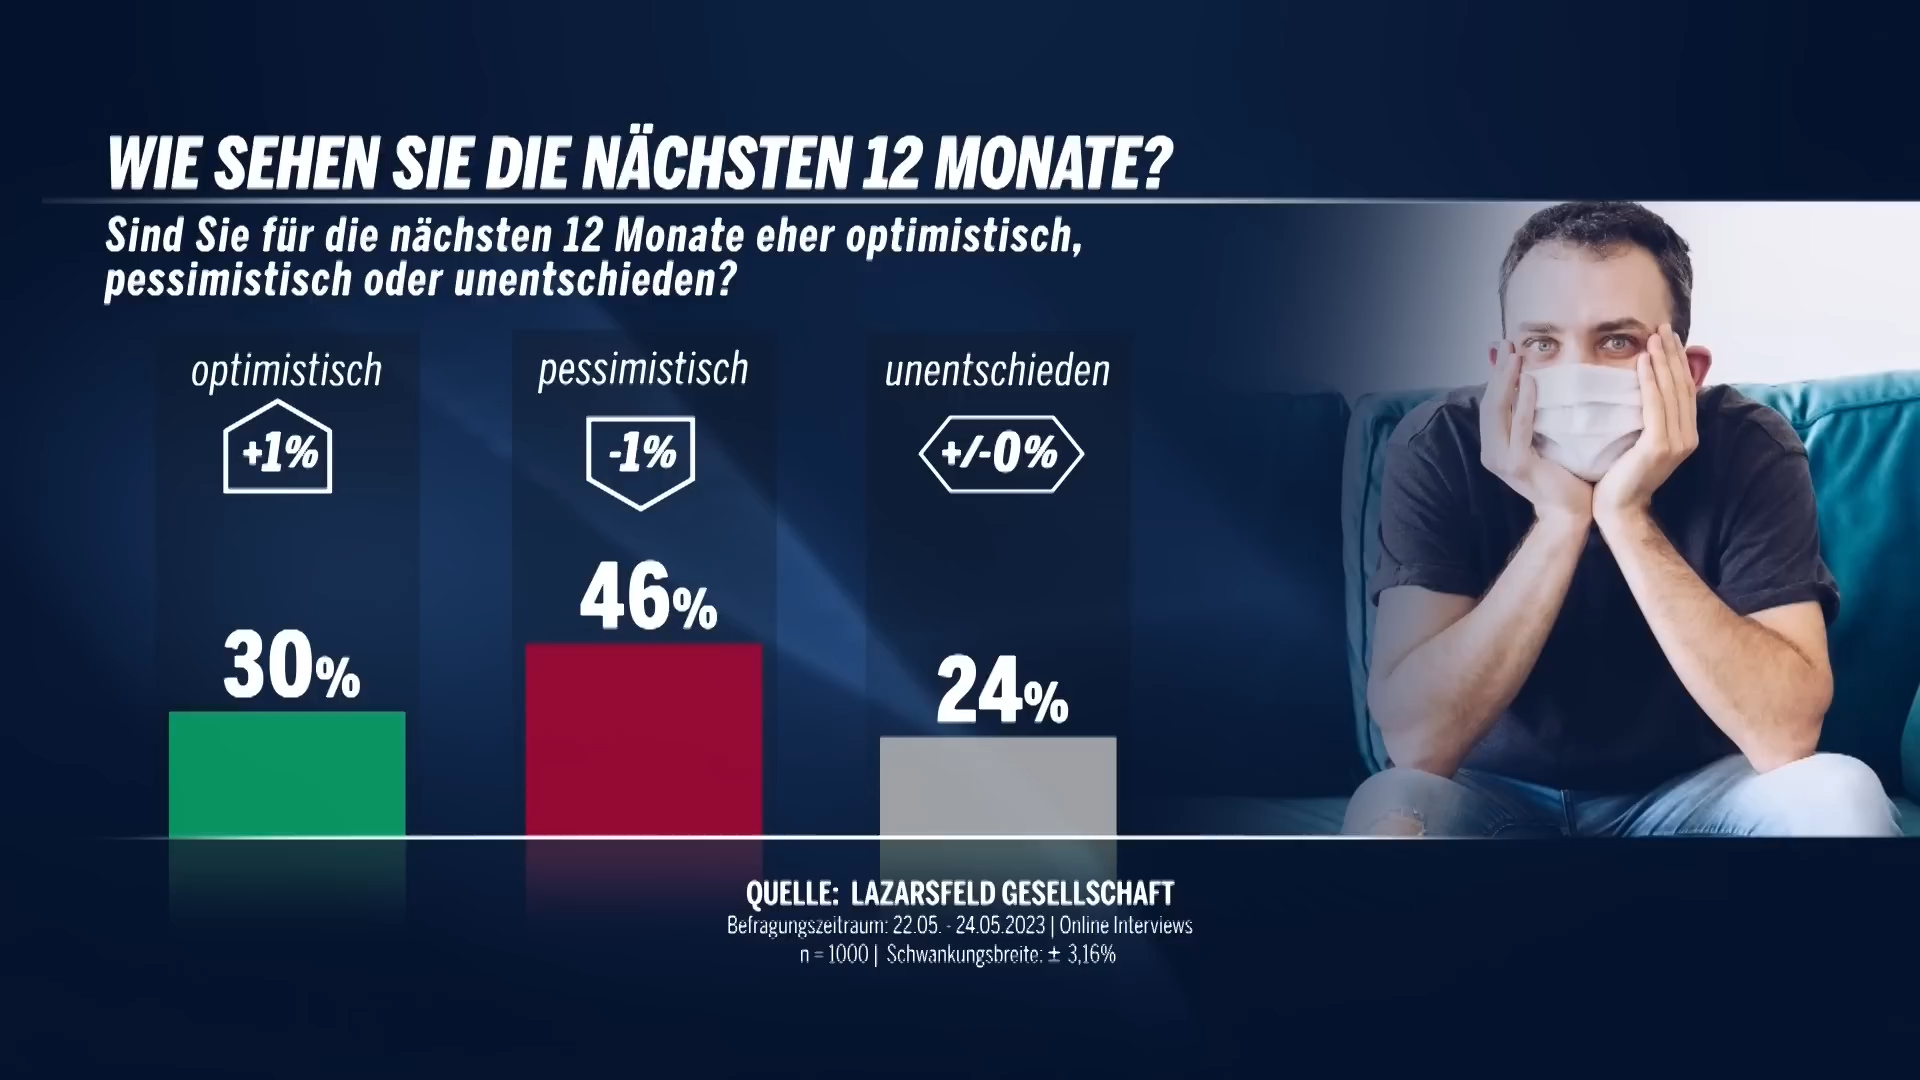 WIE SEHEN SIE DIE NÄCHSTEN 12 MONATE?
Sind Sie für die nächsten 12 Monate eher optimistisch,
pessimistisch oder unentschieden?
optimistisch
pessimistisch
unentschieden
+1%
-1%
+/-0%
30%
46%
24%
QUELLE: LAZARSFELD GESELLSCHAFT
Befragungszeitraum: 22.05. - 24.05.2023 | Online Interviews
n = 1000 | Schwankungsbreite: ± 3,16%